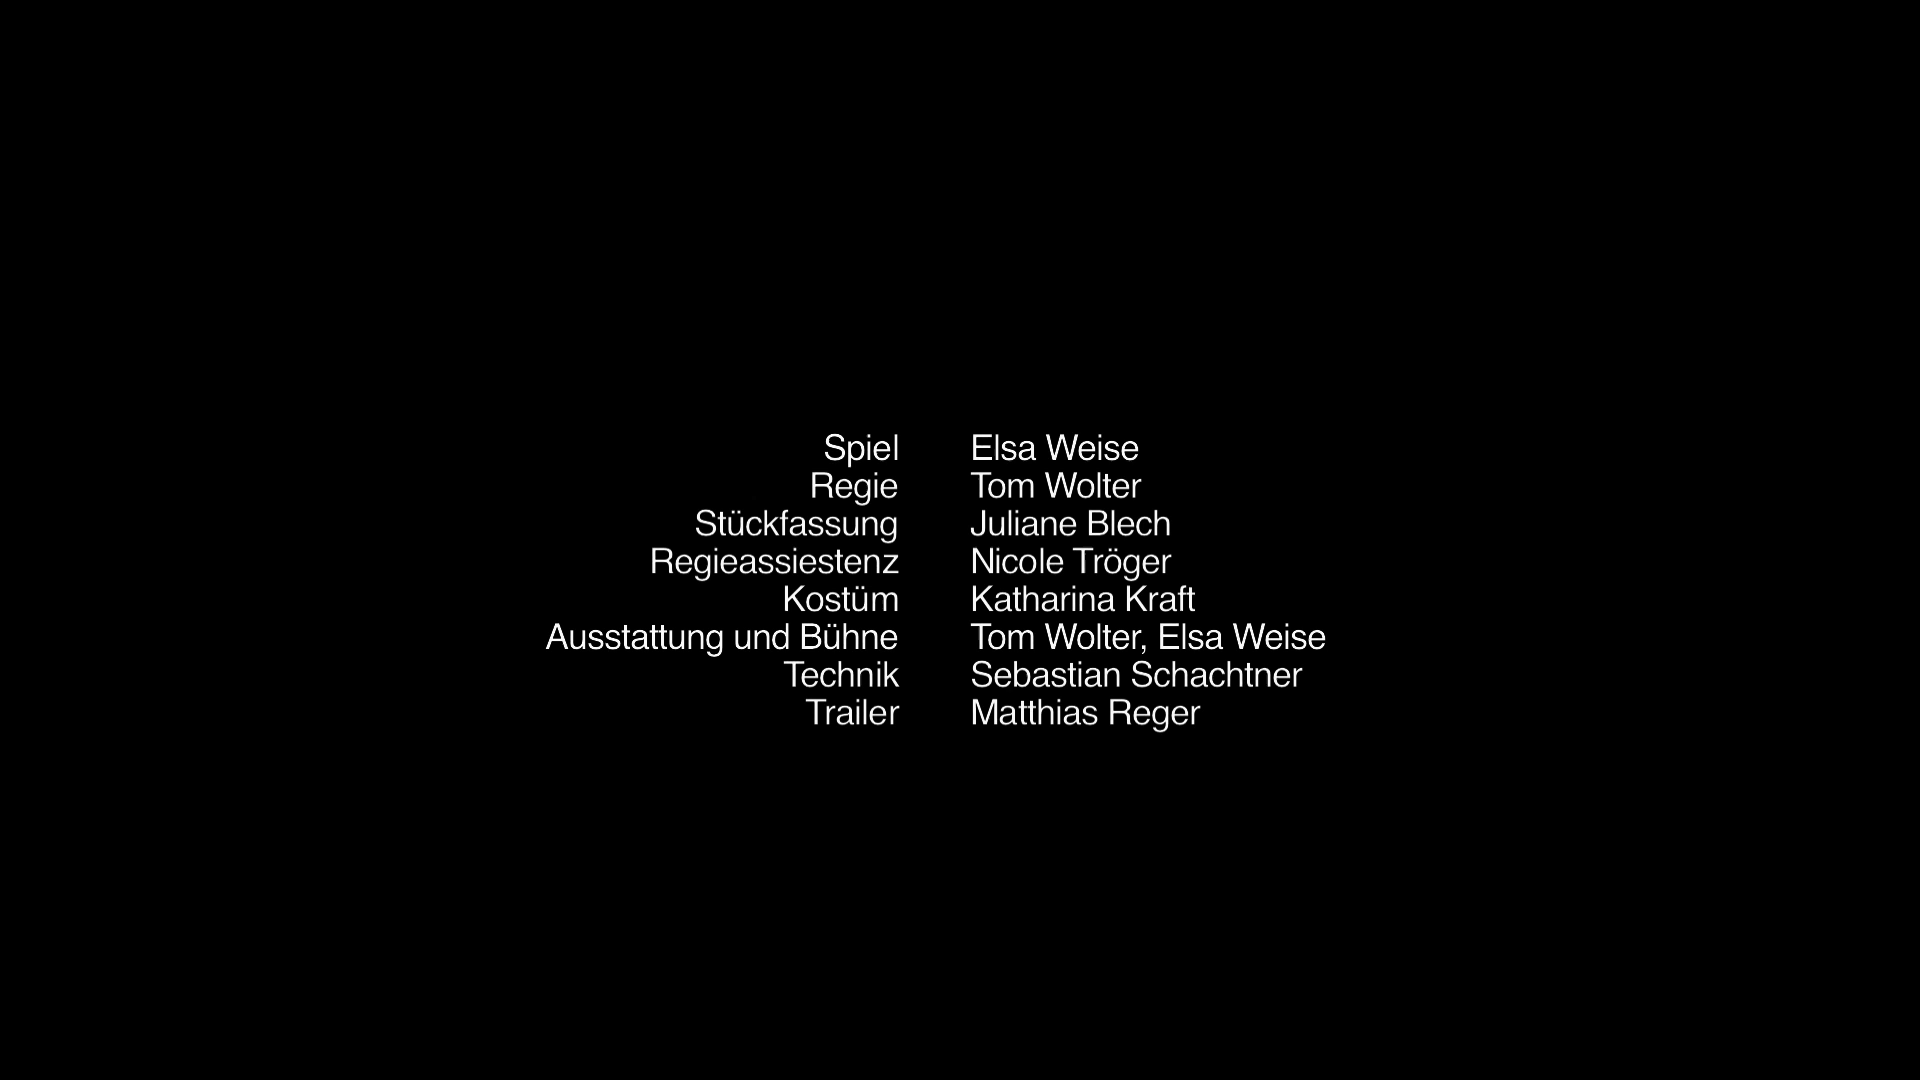 Spiel Elsa Weise
Regie Tom Wolter
Stückfassung Juliane Blech
Regieassiestenz Nicole Tröger
Kostüm Katharina Kraft
Ausstattung und Bühne Tom Wolter, Elsa Weise
Technik Sebastian Schachtner
Trailer Matthias Reger